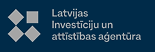 Latvijas
Investīciju un
attīstības aģentūra